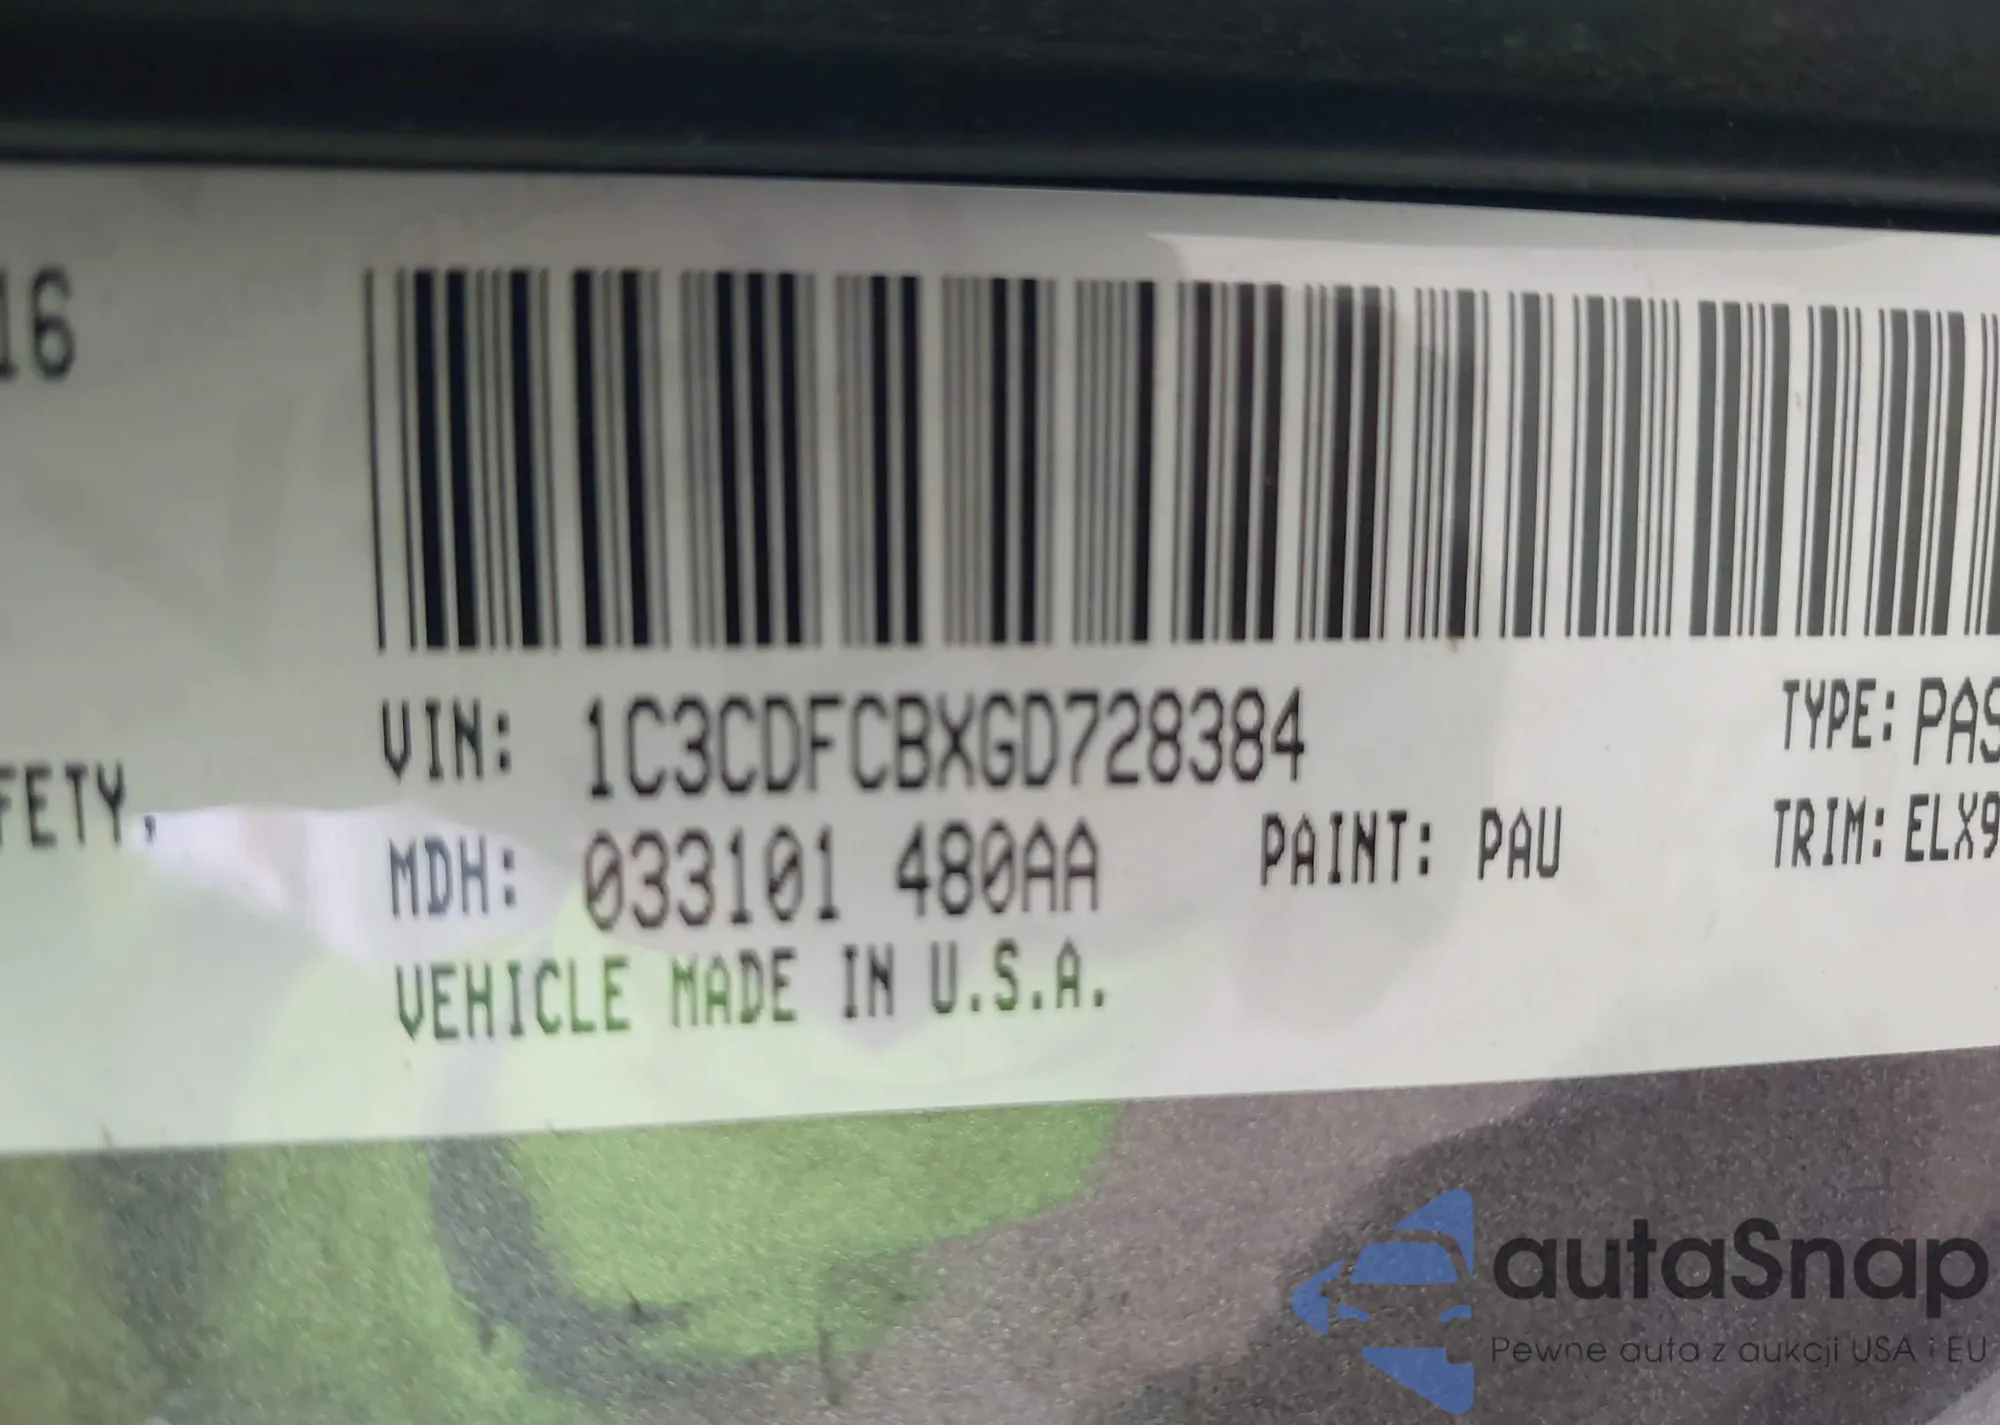 16
FETY,
VIN: 1C3CDFCBXGD728384
TYPE: PAS
MDH: 033101 480AA
PAINT: PAU
TRIM: ELX9
VEHICLE MADE IN U.S.A.
autaSnap
Pewne auta z aukcji USA i EU